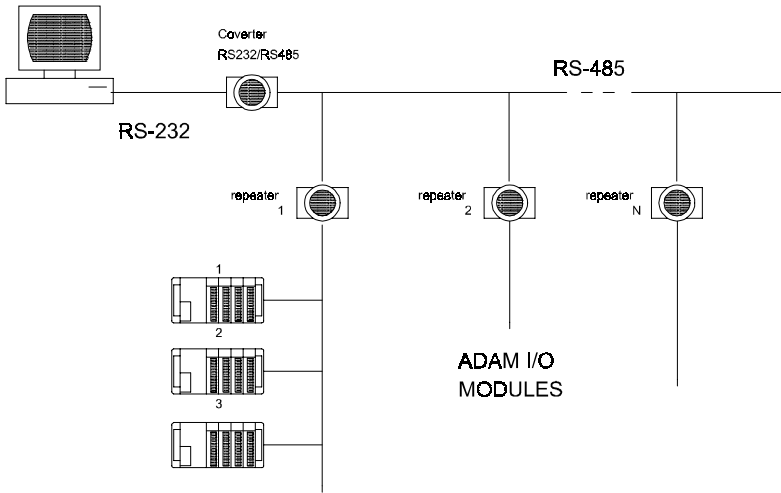 Coverter
RS232/RS485
RS-485
RS-232
repeater
1
repeater
2
repeater
N
1
2
3
ADAM I/O
MODULES